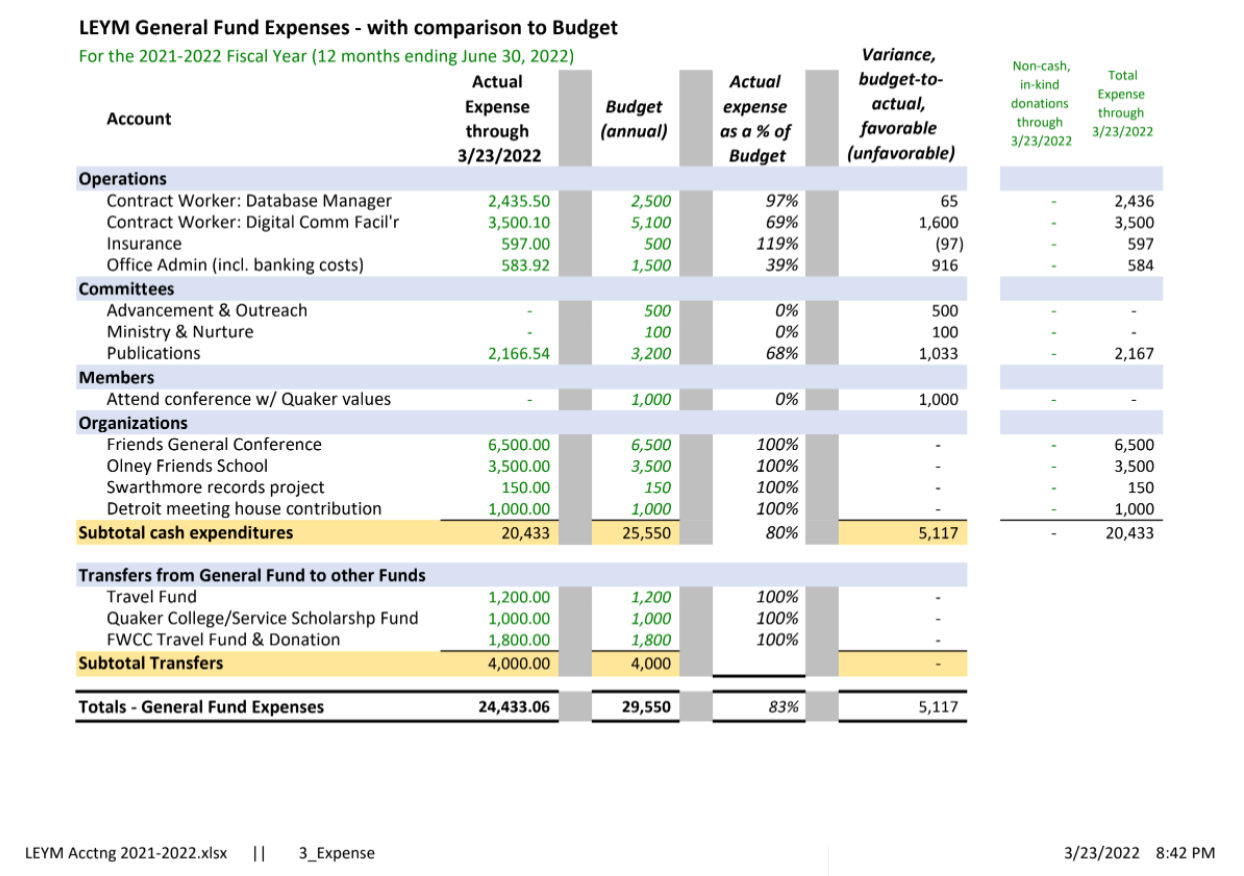 LEYM General Fund Expenses - with comparison to Budget
For the 2021-2022 Fiscal Year (12 months ending June 30, 2022)
Account
Actual
Expense
through
3/23/2022
Budget
(annual)
Actual
expense
as a % of
Budget
Variance,
budget-to-
actual,
favorable
(unfavorable)
Non-cash,
in-kind
donations
through
3/23/2022
Total
Expense
through
3/23/2022
Operations
Contract Worker: Database Manager 2,435.50 2,500 97% 65 - 2,436
Contract Worker: Digital Comm Facil'r 3,500.10 5,100 69% 1,600 - 3,500
Insurance 597.00 500 119% (97) - 597
Office Admin (incl. banking costs) 583.92 1,500 39% 916 - 584
Committees
Advancement & Outreach - 500 0% 500 - -
Ministry & Nurture - 100 0% 100 - -
Publications 2,166.54 3,200 68% 1,033 - 2,167
Members
Attend conference w/ Quaker values - 1,000 0% 1,000 - -
Organizations
Friends General Conference 6,500.00 6,500 100% - - 6,500
Olney Friends School 3,500.00 3,500 100% - - 3,500
Swarthmore records project 150.00 150 100% - - 150
Detroit meeting house contribution 1,000.00 1,000 100% - - 1,000
Subtotal cash expenditures 20,433 25,550 80% 5,117 - 20,433
Transfers from General Fund to other Funds
Travel Fund 1,200.00 1,200 100% -
Quaker College/Service Scholarshp Fund 1,000.00 1,000 100% -
FWCC Travel Fund & Donation 1,800.00 1,800 100% -
Subtotal Transfers 4,000.00 4,000 -
Totals - General Fund Expenses 24,433.06 29,550 83% 5,117
LEYM Acctng 2021-2022.xlsx || 3_Expense 3/23/2022 8:42 PM